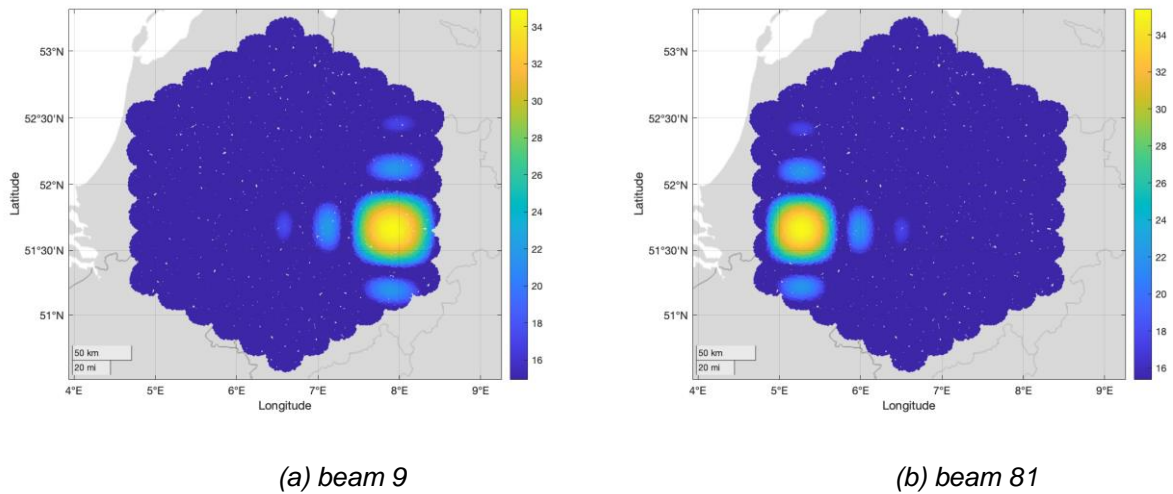 53°N
52°30'N
52°N
51°30'N
51°N
Latitude
50 km
20 mi
4°E
5°E
6°E
7°E
8°E
9°E
Longitude
34
32
30
28
26
24
22
20
18
16
53°N
52°30'N
52°N
51°30'N
51°N
Latitude
50 km
20 mi
4°E
5°E
6°E
7°E
8°E
9°E
Longitude
34
32
30
28
26
24
22
20
18
16
(a) beam 9
(b) beam 81